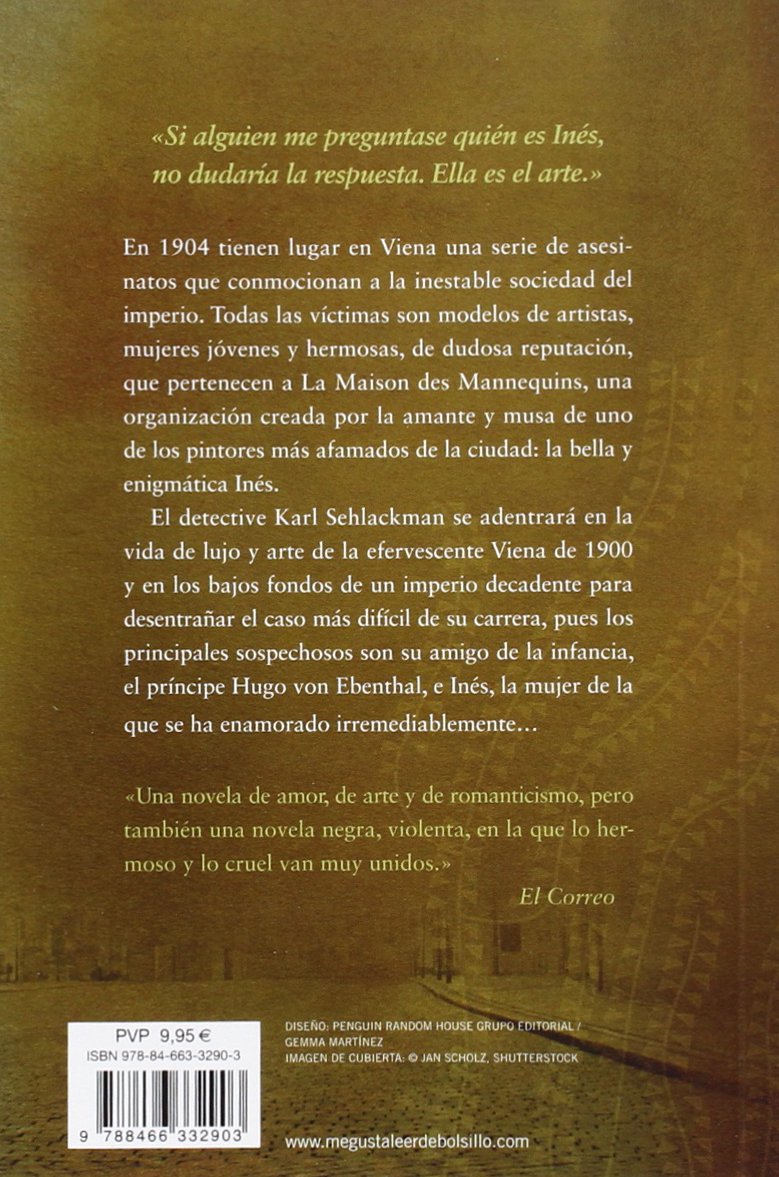 «Si alguien me preguntase quién es Inés,
no dudaría la respuesta. Ella es el arte.»
En 1904 tienen lugar en Viena una serie de asesi-
natos que conmocionan a la inestable sociedad del
imperio. Todas las víctimas son modelos de artistas,
mujeres jóvenes y hermosas, de dudosa reputación,
que pertenecen a La Maison des Mannequins, una
organización creada por la amante y musa de uno
de los pintores más afamados de la ciudad: la bella y
enigmática Inés.
El detective Karl Sehlackman se adentrará en la
vida de lujo y arte de la efervescente Viena de 1900
y en los bajos fondos de un imperio decadente para
desentrañar el caso más difícil de su carrera, pues los
principales sospechosos son su amigo de la infancia,
el príncipe Hugo von Ebenthal, e Inés, la mujer de la
que se ha enamorado irremediablemente...
«Una novela de amor, de arte y de romanticismo, pero
también una novela negra, violenta, en la que lo her-
moso y lo cruel van muy unidos.»
El Correo
PVP 9,95 €
ISBN 978-84-663-3290-3
9 788466 332903
DISEÑO: PENGUIN RANDOM HOUSE GRUPO EDITORIAL /
GEMMA MARTÍNEZ
IMAGEN DE CUBIERTA: © JAN SCHOLZ, SHUTTERSTOCK
www.megustaleerdebolsillo.com